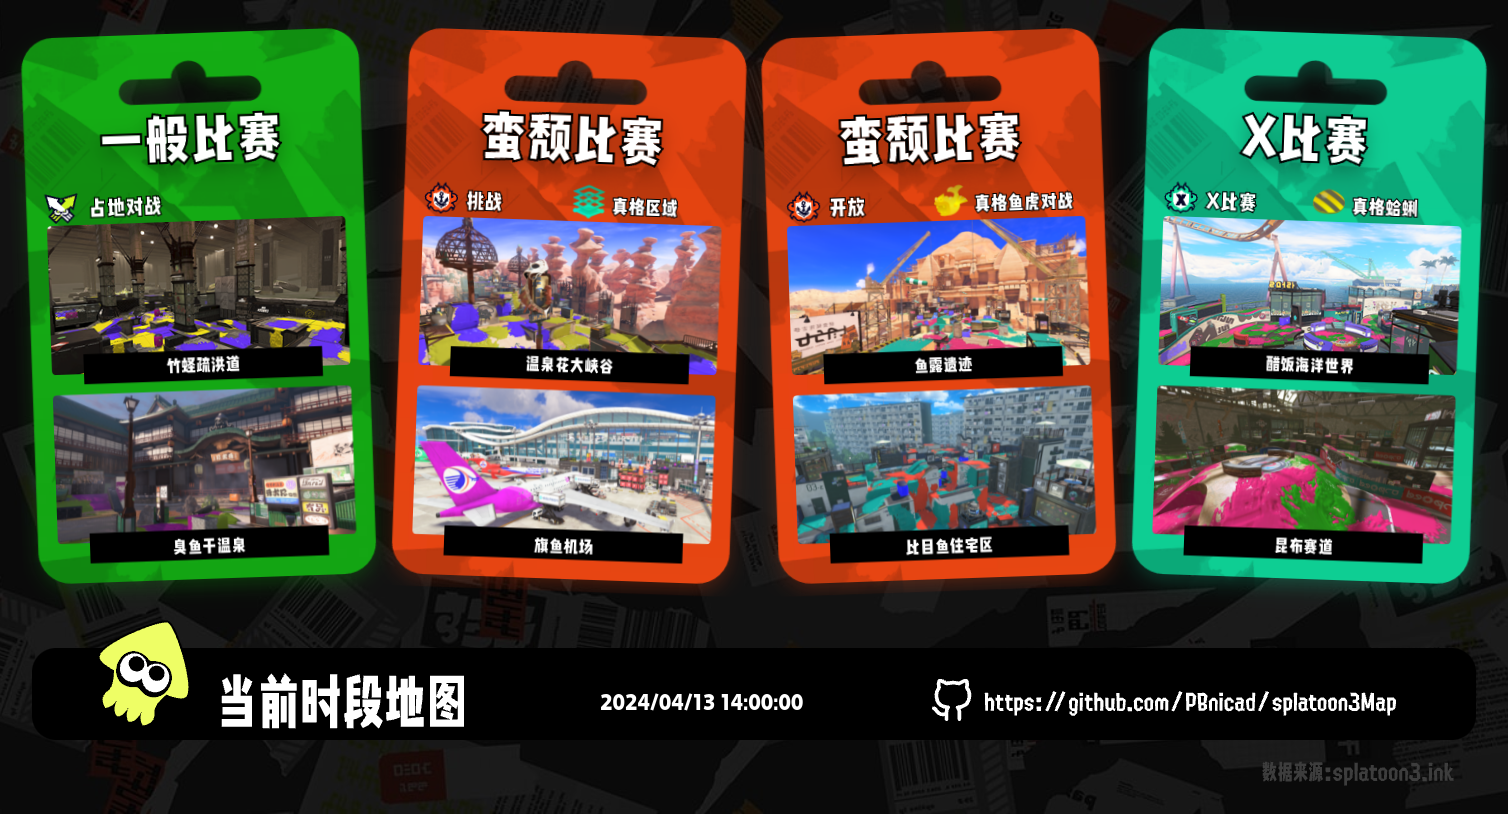 一般比赛
占地对战
竹蛏疏洪道
臭鱼干温泉
蛮颓比赛
挑战
真格区域
温泉花大峡谷
旗鱼机场
蛮颓比赛
开放
真格鱼虎对战
鱼露遗迹
比目鱼住宅区
X比赛
X比赛
真格蛤蜊
醋饭海洋世界
昆布赛道
当前时段地图
2024/04/13 14:00:00
https://github.com/PBnicad/splatoon3Map
数据来源:splatoon3.ink